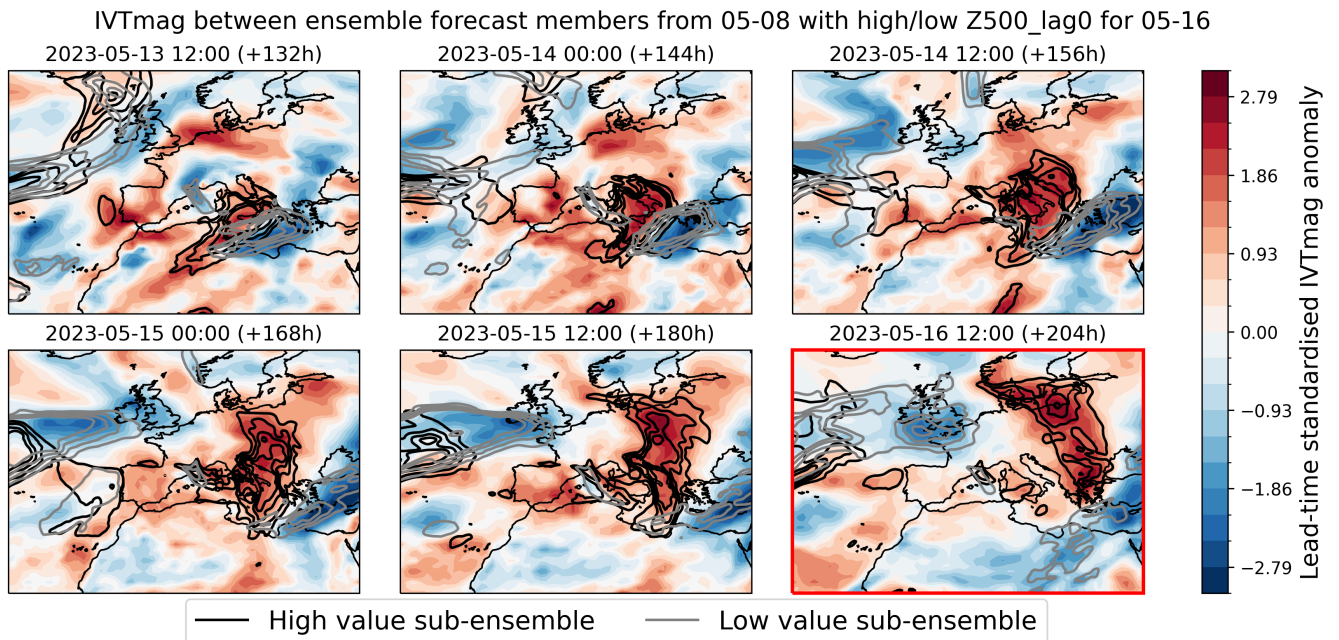 IVTmag between ensemble forecast members from 05-08 with high/low Z500_lag0 for 05-16
2023-05-13 12:00 (+132h)
2023-05-14 00:00 (+144h)
2023-05-14 12:00 (+156h)
2023-05-15 00:00 (+168h)
2023-05-15 12:00 (+180h)
2023-05-16 12:00 (+204h)
2.79
1.86
0.93
0.00
−0.93
−1.86
−2.79
Lead-time standardised IVTmag anomaly
High value sub-ensemble
Low value sub-ensemble